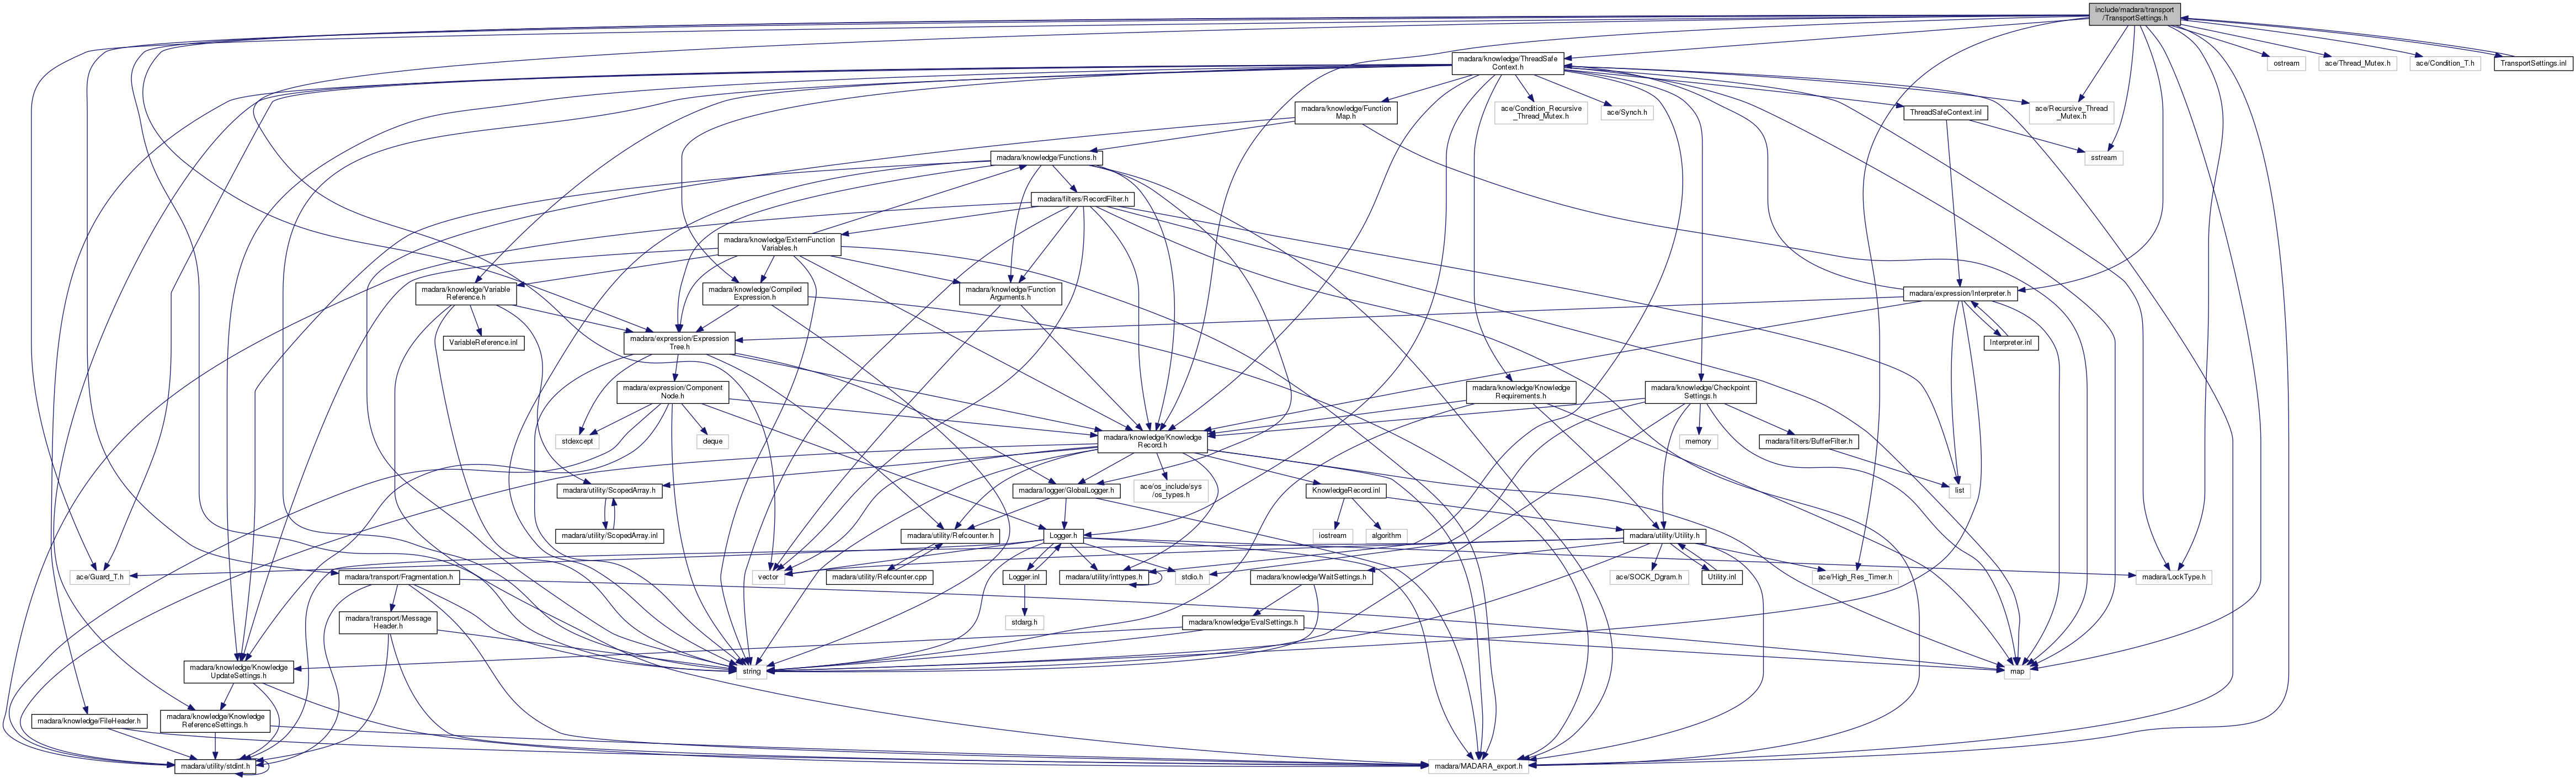 include/madara/transport
/TransportSettings.h
madara/knowledge/ThreadSafe
Context.h
ostream
ace/Thread_Mutex.h
ace/Condition_T.h
TransportSettings.inl
madara/knowledge/Function
Map.h
ace/Condition_Recursive
_Thread_Mutex.h
ace/Synch.h
ThreadSafeContext.inl
ace/Recursive_Thread
_Mutex.h
madara/knowledge/Functions.h
sstream
madara/filters/RecordFilter.h
madara/knowledge/ExternFunction
Variables.h
madara/knowledge/Variable
Reference.h
madara/knowledge/Compiled
Expression.h
madara/knowledge/Function
Arguments.h
madara/expression/Interpreter.h
VariableReference.inl
madara/expression/Expression
Tree.h
Interpreter.inl
madara/expression/Component
Node.h
madara/knowledge/Knowledge
Requirements.h
madara/knowledge/Checkpoint
Settings.h
stdexcept
deque
madara/knowledge/Knowledge
Record.h
memory
madara/filters/BufferFilter.h
madara/utility/ScopedArray.h
madara/logger/GlobalLogger.h
ace/os_include/sys
/os_types.h
KnowledgeRecord.inl
list
madara/utility/ScopedArray.inl
madara/utility/Refcounter.h
Logger.h
iostream
algorithm
madara/utility/Utility.h
ace/Guard_T.h
madara/transport/Fragmentation.h
vector
madara/utility/Refcounter.cpp
Logger.inl
madara/utility/inttypes.h
stdio.h
madara/knowledge/WaitSettings.h
ace/SOCK_Dgram.h
Utility.inl
ace/High_Res_Timer.h
madara/LockType.h
madara/transport/Message
Header.h
stdarg.h
madara/knowledge/EvalSettings.h
madara/knowledge/Knowledge
UpdateSettings.h
string
map
madara/knowledge/FileHeader.h
madara/knowledge/Knowledge
ReferenceSettings.h
madara/utility/stdint.h
madara/MADARA_export.h